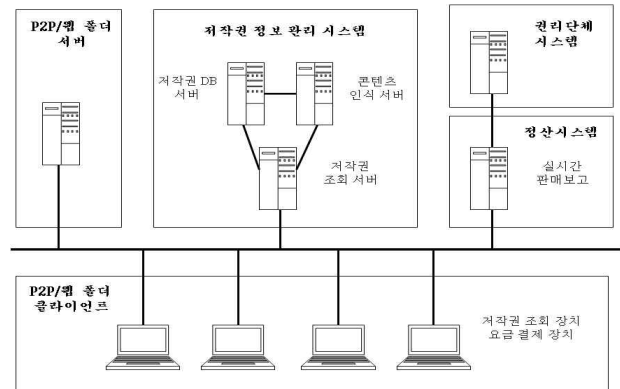 P2P/웹 폴더
서버
저작권 정보 관리 시스템
저작권 DB
서버
콘텐츠
인식 서버
저작권
조회 서버
권리단체
시스템
정산시스템
실시간
판매보고
P2P/웹 폴더
클라이언트
저작권 조회 장치
요금 결제 장치